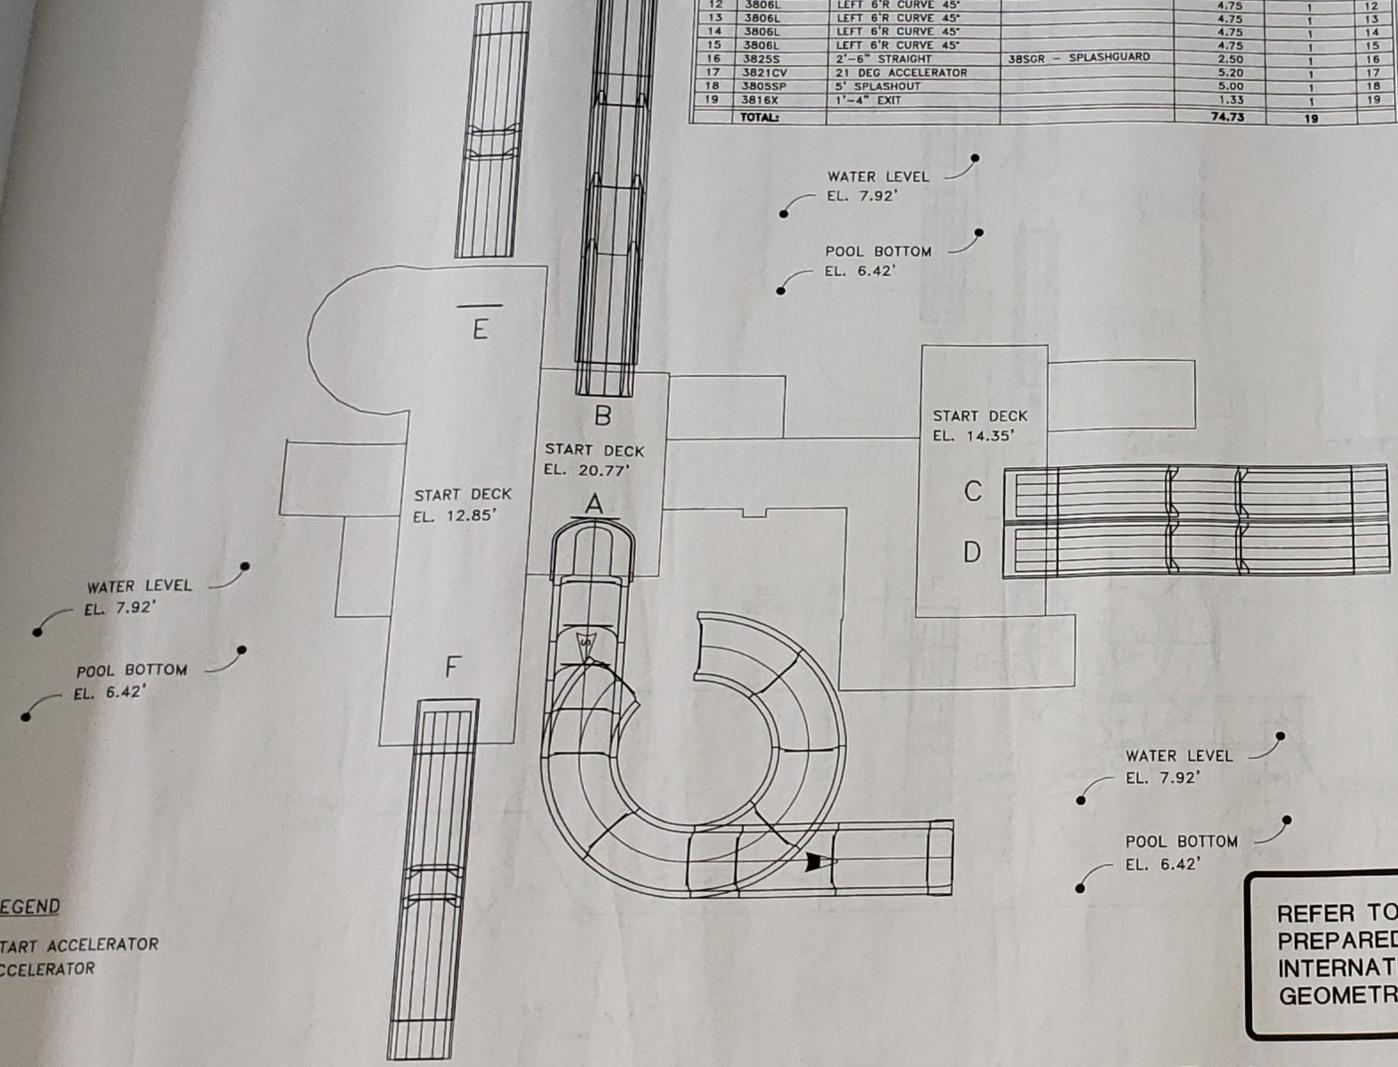 12 3806L LEFT 6'R CURVE 45° 4.75 1 12
13 3806L LEFT 6'R CURVE 45° 4.75 1 13
14 3806L LEFT 6'R CURVE 45° 4.75 1 14
15 3806L LEFT 6'R CURVE 45° 4.75 1 15
16 3825S 2'-6" STRAIGHT 38SGR - SPLASHGUARD 2.50 1 16
17 3821CV 21 DEG ACCELERATOR 5.20 1 17
18 3805SP 5' SPLASHOUT 5.00 1 18
19 3816X 1'-4" EXIT 1.33 1 19
TOTAL: 74.73 19
WATER LEVEL
EL. 7.92'
POOL BOTTOM
EL. 6.42'
E
B
START DECK
EL. 20.77'
A
START DECK
EL. 14.35'
C
D
START DECK
EL. 12.85'
WATER LEVEL
EL. 7.92'
POOL BOTTOM
EL. 6.42'
F
S
WATER LEVEL
EL. 7.92'
POOL BOTTOM
EL. 6.42'
EGEND
TART ACCELERATOR
CCELERATOR
REFER TO
PREPARED
INTERNAT
GEOMETR